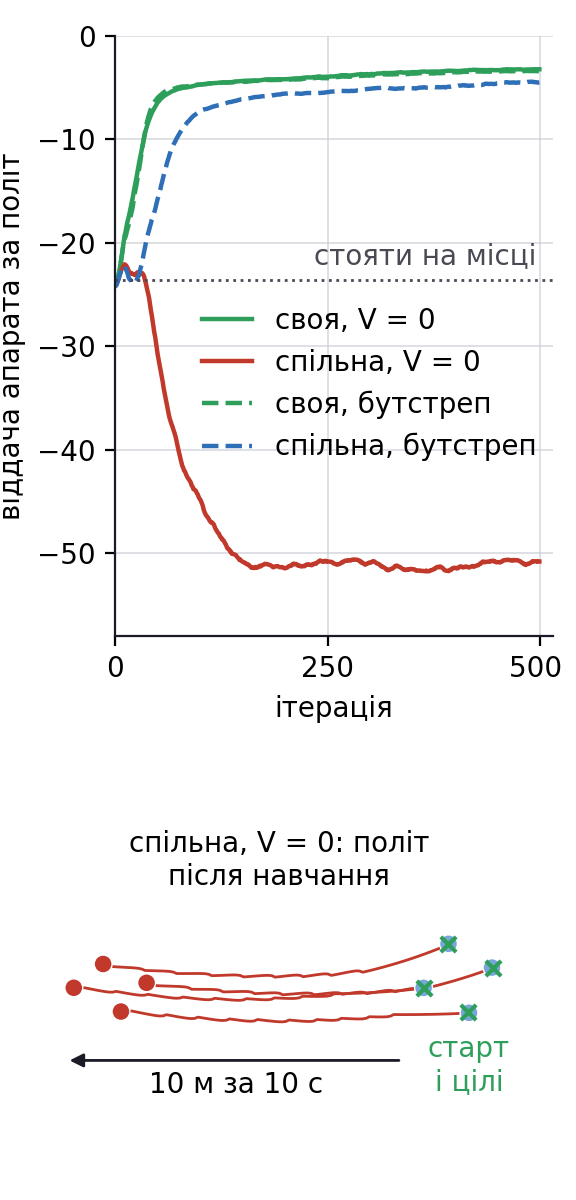 0
−10
−20
−30
−40
−50
віддача апарата за політ
стояти на місці
своя, V = 0
спільна, V = 0
своя, бутстреп
спільна, бутстреп
0
250
500
ітерація
спільна, V = 0: політ
після навчання
старт
і цілі
10 м за 10 с